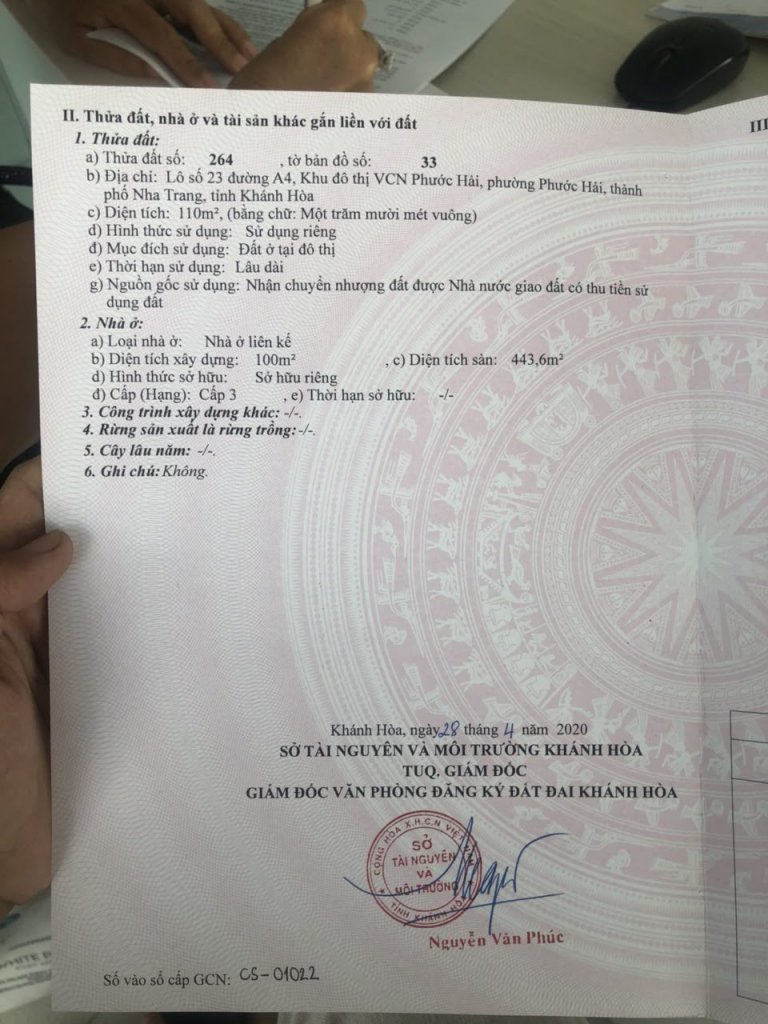 II. Thửa đất, nhà ở và tài sản khác gắn liền với đất
III
1. Thửa đất:
a) Thửa đất số: 264 , tờ bản đồ số: 33
b) Địa chỉ: Lô số 23 đường A4, Khu đô thị VCN Phước Hải, phường Phước Hải, thành
phố Nha Trang, tỉnh Khánh Hòa
c) Diện tích: 110m², (bằng chữ: Một trăm mười mét vuông)
d) Hình thức sử dụng: Sử dụng riêng
đ) Mục đích sử dụng: Đất ở tại đô thị
e) Thời hạn sử dụng: Lâu dài
g) Nguồn gốc sử dụng: Nhận chuyển nhượng đất được Nhà nước giao đất có thu tiền sử
dụng đất
2. Nhà ở:
a) Loại nhà ở: Nhà ở liên kế
b) Diện tích xây dựng: 100m² , c) Diện tích sàn: 443,6m²
d) Hình thức sở hữu: Sở hữu riêng
đ) Cấp (Hạng): Cấp 3 , e) Thời hạn sở hữu: -/-
3. Công trình xây dựng khác: -/-.
4. Rừng sản xuất là rừng trồng: -/-.
5. Cây lâu năm: -/-.
6. Ghi chú: Không.
Khánh Hòa, ngày 28 tháng 4 năm 2020
SỞ TÀI NGUYÊN VÀ MÔI TRƯỜNG KHÁNH HÒA
TUQ. GIÁM ĐỐC
GIÁM ĐỐC VĂN PHÒNG ĐĂNG KÝ ĐẤT ĐAI KHÁNH HÒA
CỘNG HÒA X.H.C.N VIỆT NAM
SỞ
TÀI NGUYÊN
VÀ
MÔI TRƯỜNG
TỈNH KHÁNH HÒA
Nguyễn Văn Phúc
Số vào sổ cấp GCN: CS-01022